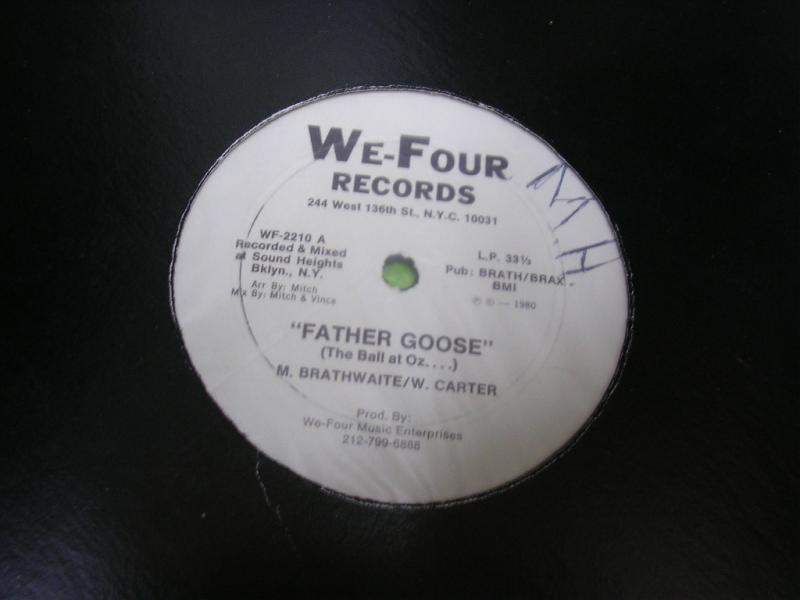 WE-FOUR
RECORDS
244 West 136th St., N.Y.C. 10031
WF-2210 A
Recorded & Mixed
at Sound Heights
Bklyn., N.Y.
Arr By: Mitch
Mix By: Mitch & Vince
L.P. 33⅓
Pub: BRATH/BRAX
BMI
℗ © — 1980
M.H.
"FATHER GOOSE"
(The Ball at Oz....)
M. BRATHWAITE/W. CARTER
Prod. By:
We-Four Music Enterprises
212-799-6888